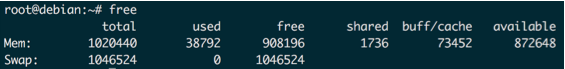 root@debian:~# free
total used free shared buff/cache available
Mem: 1020440 38792 908196 1736 73452 872648
Swap: 1046524 0 1046524